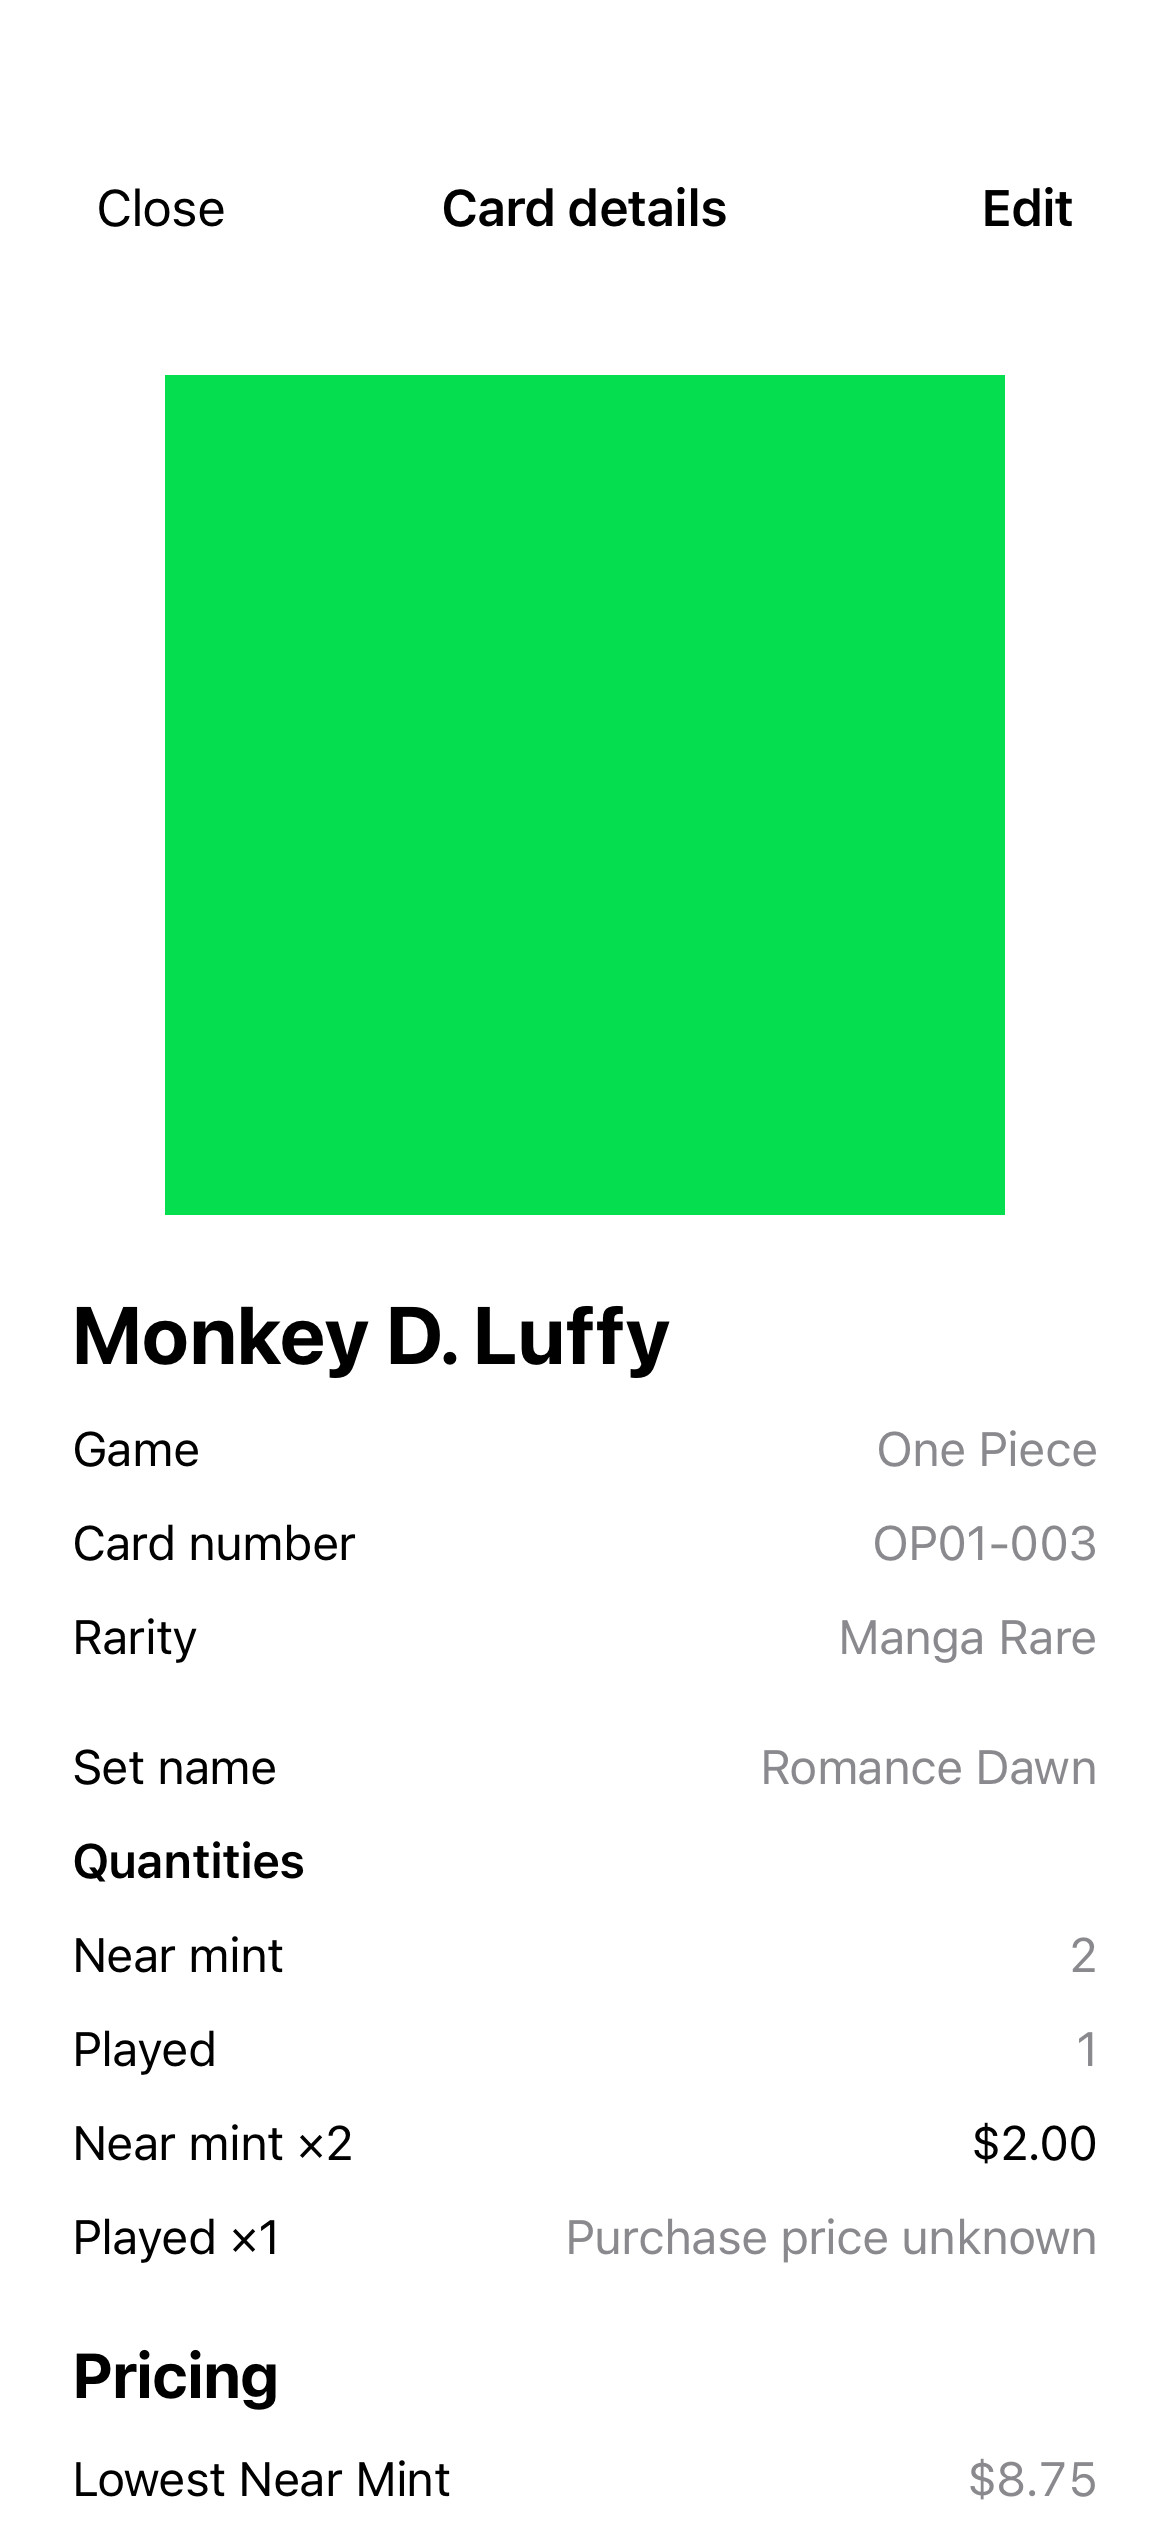 Close Card details Edit
Monkey D. Luffy
Game One Piece
Card number OP01-003
Rarity Manga Rare
Set name Romance Dawn
Quantities
Near mint 2
Played 1
Near mint ×2 $2.00
Played ×1 Purchase price unknown
Pricing
Lowest Near Mint $8.75